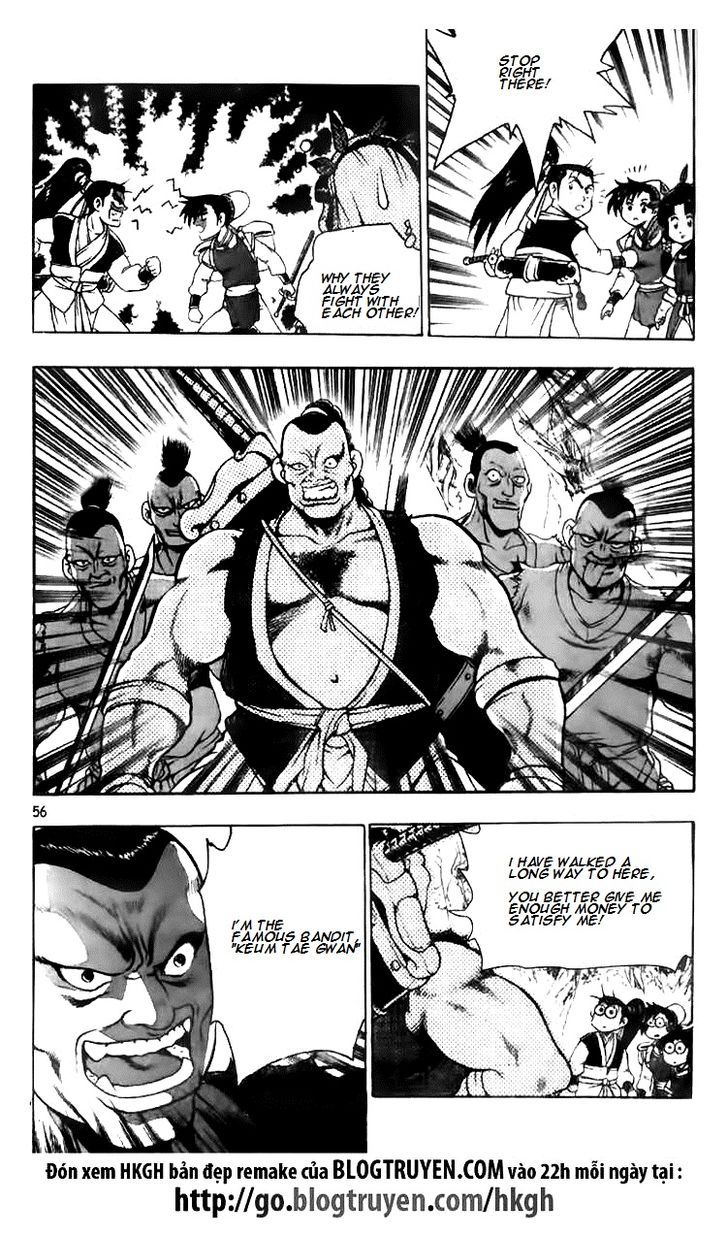 WHY THEY
ALWAYS
FIGHT WITH
EACH OTHER!
STOP
RIGHT
THERE!
56
I'M THE
FAMOUS BANDIT,
"KEUM TAE GWAN"
I HAVE WALKED A
LONG WAY TO HERE,
YOU BETTER GIVE ME
ENOUGH MONEY TO
SATISFY ME!
Đón xem HKGH bản đẹp remake của BLOGTRUYEN.COM vào 22h mỗi ngày tại :
http://go.blogtruyen.com/hkgh